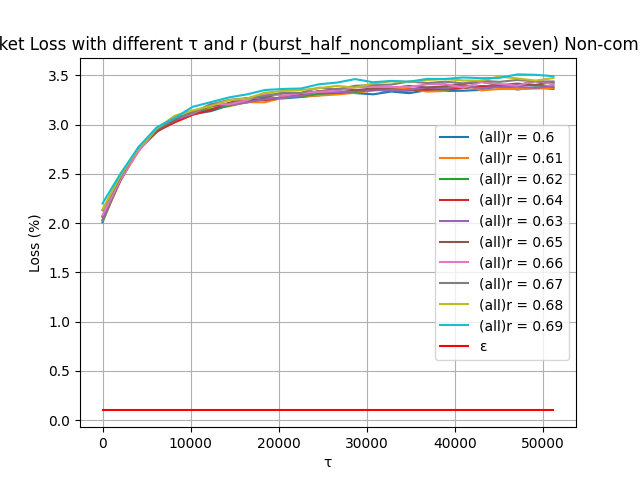 ket Loss with different τ and r (burst_half_noncompliant_six_seven) Non-com
3.5
3.0
2.5
2.0
1.5
1.0
0.5
0.0
Loss (%)
(all)r = 0.6
(all)r = 0.61
(all)r = 0.62
(all)r = 0.64
(all)r = 0.63
(all)r = 0.65
(all)r = 0.66
(all)r = 0.67
(all)r = 0.68
(all)r = 0.69
ε
0 10000 20000 30000 40000 50000
τ